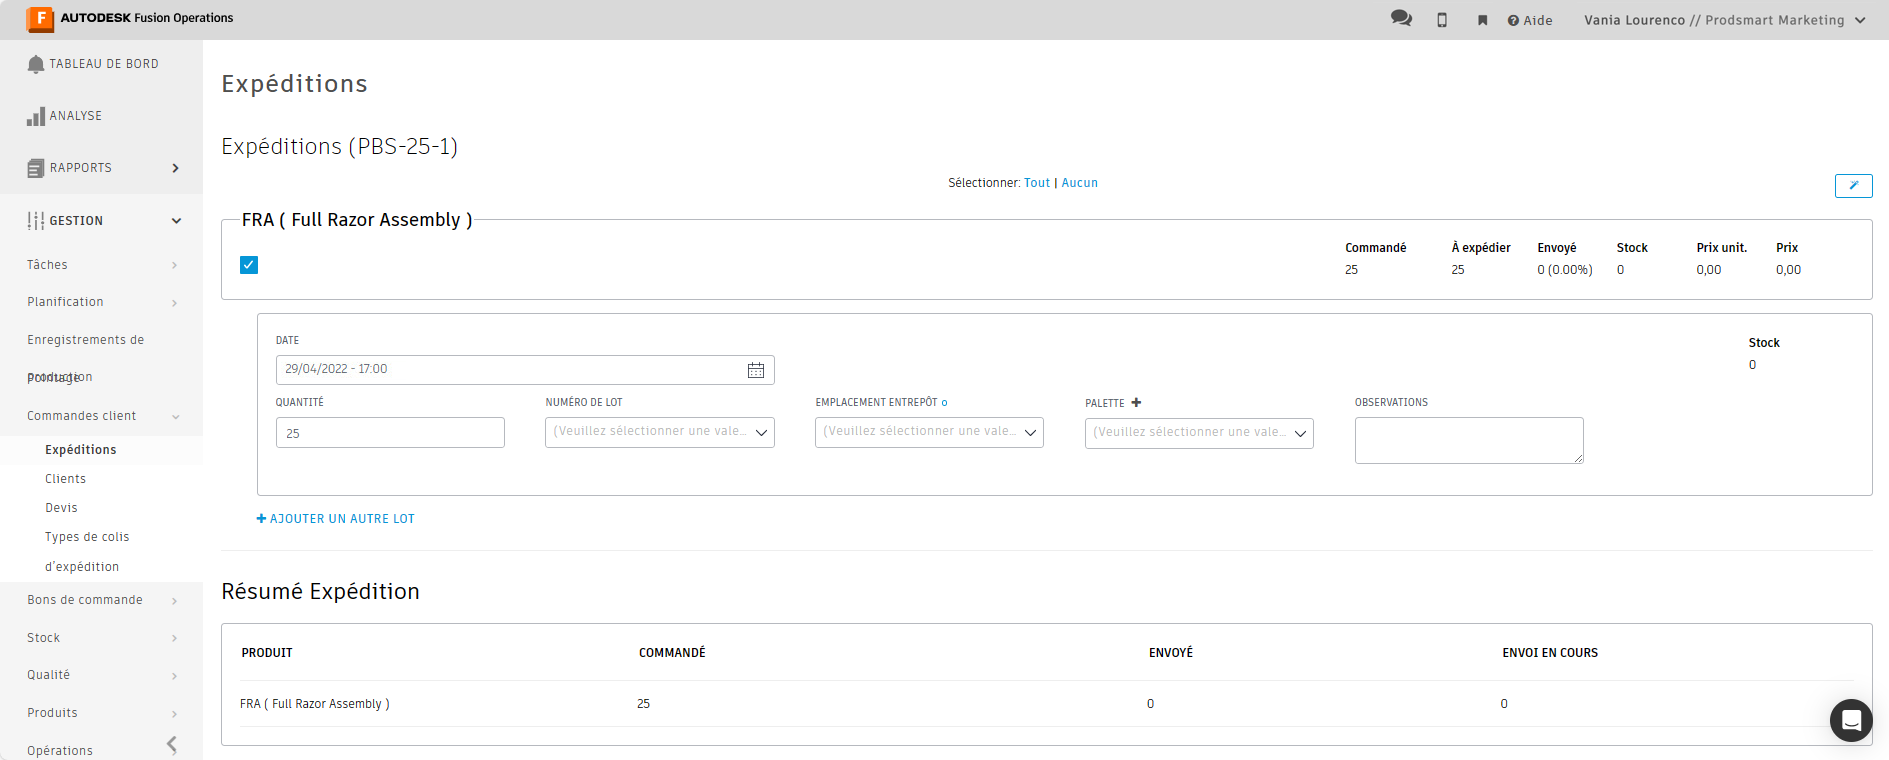 F AUTODESK Fusion Operations
Aide
Vania Lourenco // Prodsmart Marketing
TABLEAU DE BORD
ANALYSE
RAPPORTS
GESTION
Tâches
Planification
Enregistrements de
production
Pointage
Commandes client
Expéditions
Clients
Devis
Types de colis
d'expédition
Bons de commande
Stock
Qualité
Produits
Opérations
Expéditions
Expéditions (PBS-25-1)
Sélectionner: Tout | Aucun
FRA ( Full Razor Assembly )
Commandé À expédier Envoyé Stock Prix unit. Prix
25 25 0 (0.00%) 0 0,00 0,00
DATE
29/04/2022 - 17:00
Stock
0
QUANTITÉ NUMÉRO DE LOT EMPLACEMENT ENTREPÔT o PALETTE + OBSERVATIONS
25 (Veuillez sélectionner une vale... (Veuillez sélectionner une vale... (Veuillez sélectionner une vale...
+ AJOUTER UN AUTRE LOT
Résumé Expédition
PRODUIT COMMANDÉ ENVOYÉ ENVOI EN COURS
FRA ( Full Razor Assembly ) 25 0 0